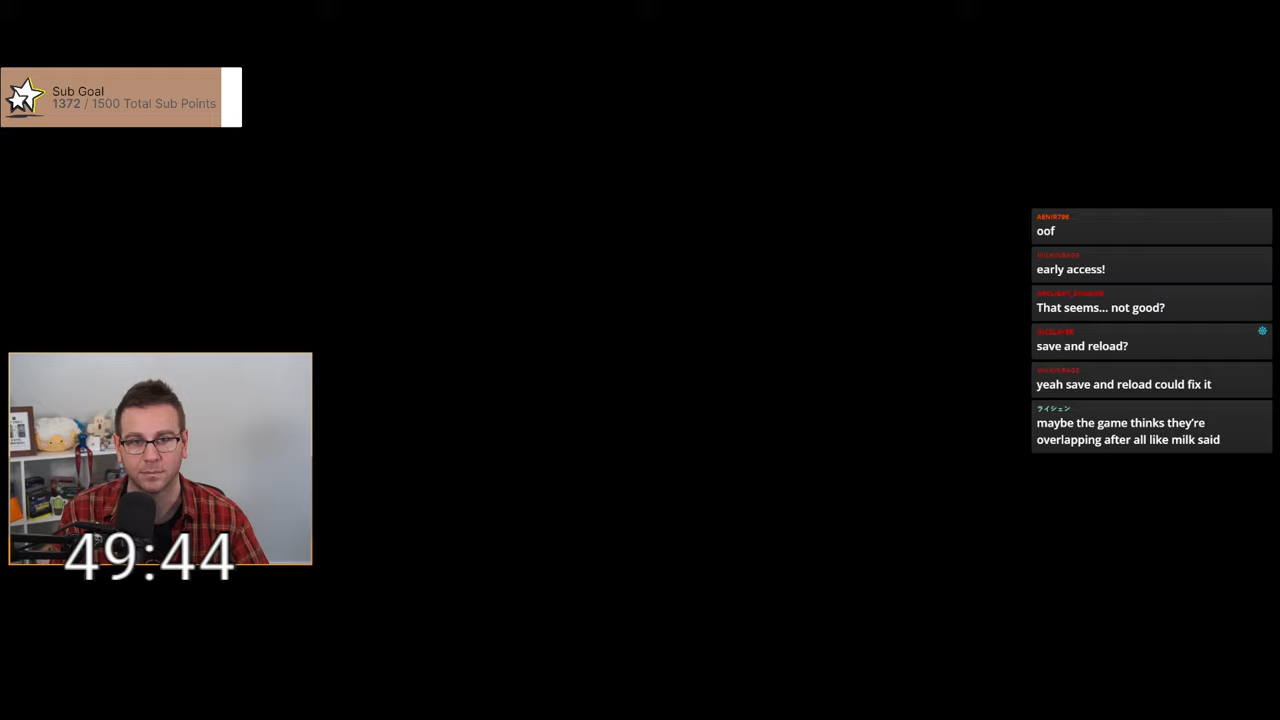 Sub Goal
1372 / 1500 Total Sub Points
oof
early access!
That seems... not good?
save and reload?
yeah save and reload could fix it
ライシェン
maybe the game thinks they're
overlapping after all like milk said
49:44